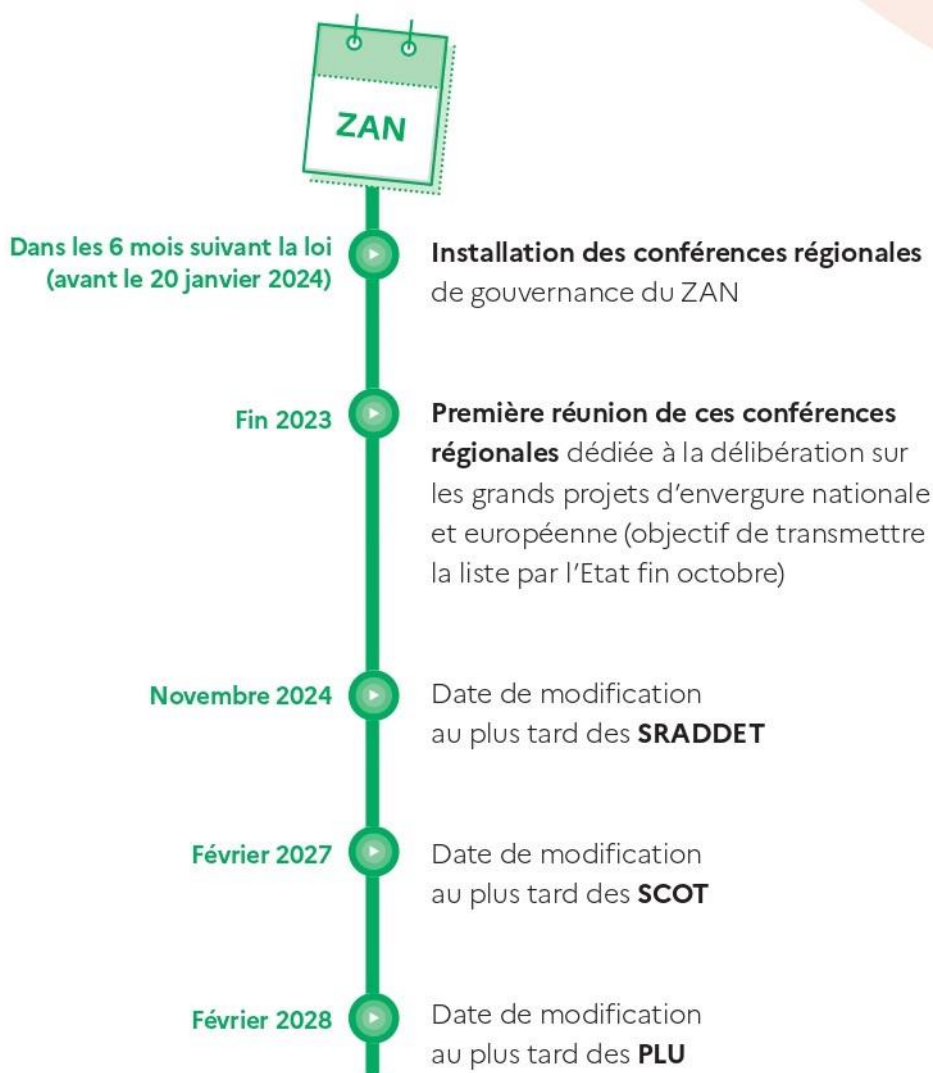 ZAN
Dans les 6 mois suivant la loi
(avant le 20 janvier 2024)
Installation des conférences régionales
de gouvernance du ZAN
Fin 2023
Première réunion de ces conférences
régionales dédiée à la délibération sur
les grands projets d'envergure nationale
et européenne (objectif de transmettre
la liste par l'Etat fin octobre)
Novembre 2024
Date de modification
au plus tard des SRADDET
Février 2027
Date de modification
au plus tard des SCOT
Février 2028
Date de modification
au plus tard des PLU